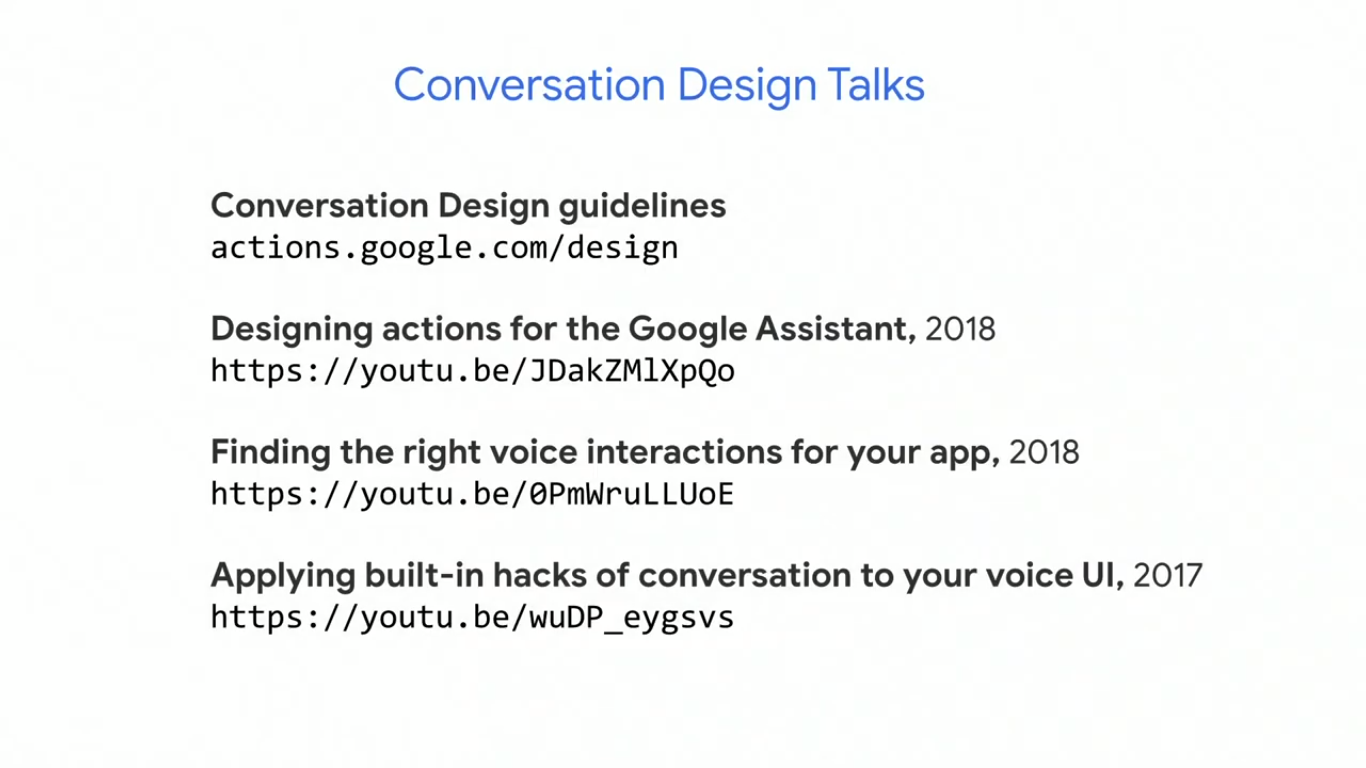 Conversation Design Talks
Conversation Design guidelines
actions.google.com/design
Designing actions for the Google Assistant, 2018
https://youtu.be/JDakZMlXpQo
Finding the right voice interactions for your app, 2018
https://youtu.be/0PmWruLLUoE
Applying built-in hacks of conversation to your voice UI, 2017
https://youtu.be/wuDP_eygsvs